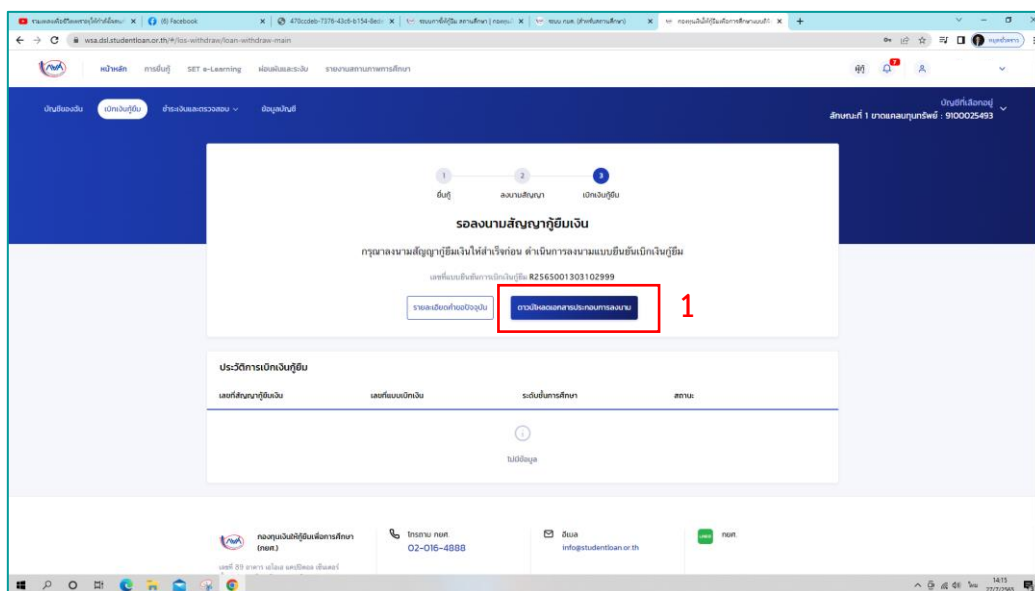 (6) Facebook
wsa.dsl.studentloan.or.th/#/los-withdraw/loan-withdraw-main
หน้าหลัก การยื่นกู้ SET e-Learning ผ่อนผันและระงับ รายงานสถานภาพการศึกษา
ผู้กู้ 7
บัญชีของฉัน เบิกเงินกู้ยืม ชำระเงินและตรวจสอบ ข้อมูลบัญชี
บัญชีที่เลือกอยู่
ลักษณะที่ 1 ขาดแคลนทุนทรัพย์ : 9100025493
1 2 3
ยื่นกู้ ลงนามสัญญา เบิกเงินกู้ยืม
รอลงนามสัญญากู้ยืมเงิน
กรุณาลงนามสัญญากู้ยืมเงินให้สำเร็จก่อน ดำเนินการลงนามแบบยืนยันเบิกเงินกู้ยืม
เลขที่แบบยืนยันการเบิกเงินกู้ยืม R2565001303102999
รายละเอียดคำขอปัจจุบัน ดาวน์โหลดเอกสารประกอบการลงนาม 1
ประวัติการเบิกเงินกู้ยืม
เลขที่สัญญากู้ยืมเงิน เลขที่แบบเบิกเงิน ระดับชั้นการศึกษา สถานะ
ไม่มีข้อมูล
กองทุนเงินให้กู้ยืมเพื่อการศึกษา
(กยศ.)
โทรถาม กยศ.
02-016-4888
อีเมล
info@studentloan.or.th
กยศ.
14:15
27/7/2565